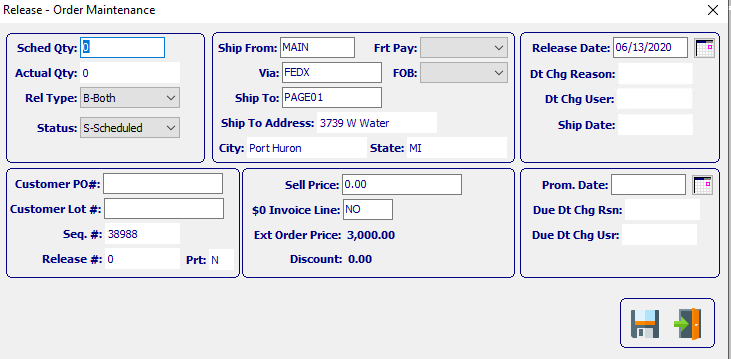 Release - Order Maintenance
Sched Qty: 0
Actual Qty: 0
Rel Type: B-Both
Status: S-Scheduled
Ship From: MAIN Frt Pay:
Via: FEDX FOB:
Ship To: PAGE01
Ship To Address: 3739 W Water
City: Port Huron State: MI
Release Date: 06/13/2020
Dt Chg Reason:
Dt Chg User:
Ship Date:
Customer PO#:
Customer Lot #:
Seq. #: 38988
Release #: 0 Prt: N
Sell Price: 0.00
$0 Invoice Line: NO
Ext Order Price: 3,000.00
Discount: 0.00
Prom. Date:
Due Dt Chg Rsn:
Due Dt Chg Usr: